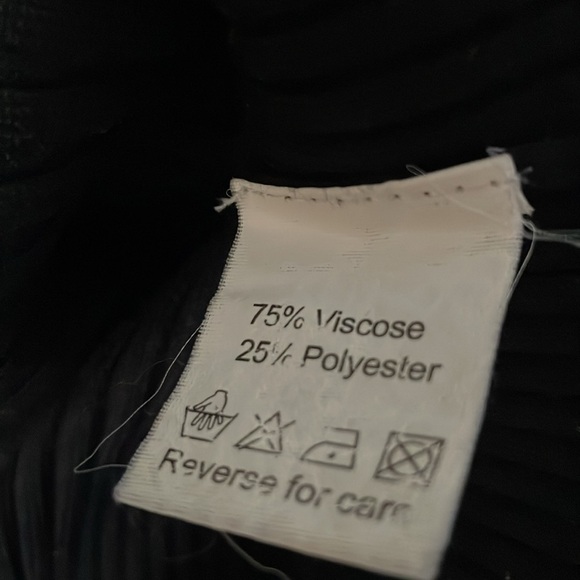 75% Viscose
25% Polyester
Reverse for care